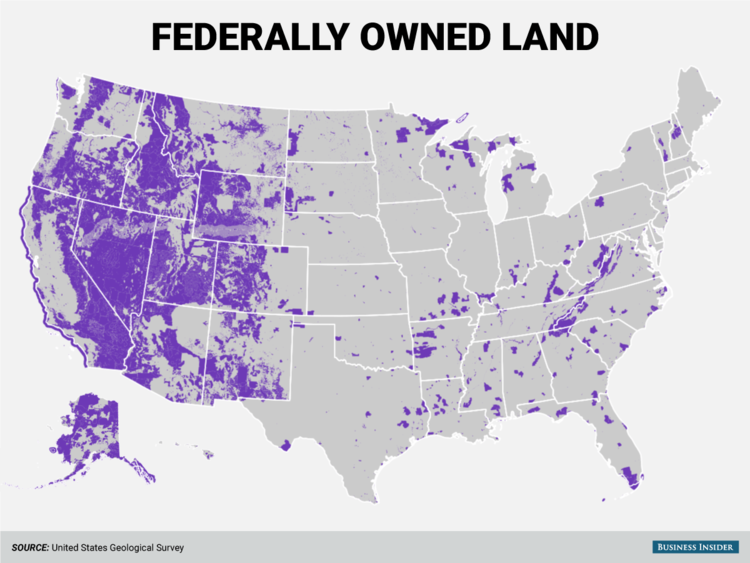 FEDERALLY OWNED LAND
SOURCE: United States Geological Survey
BUSINESS INSIDER